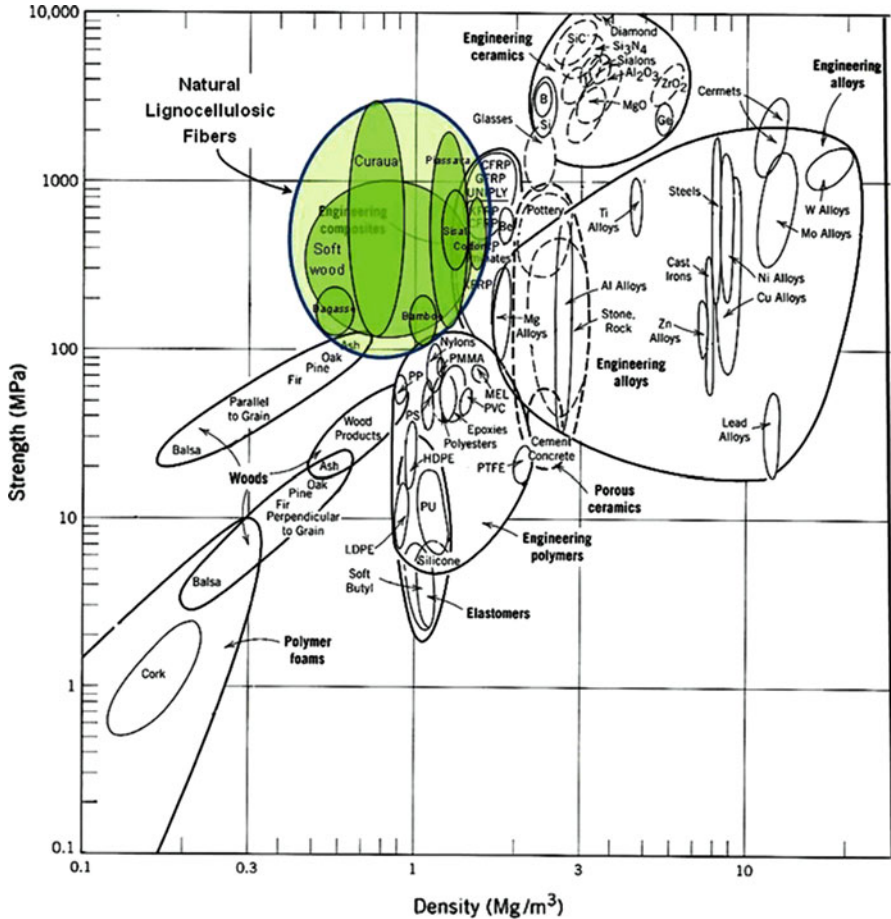 10,000
1000
100
10
1
0.1
Strength (MPa)
0.1
0.3
1
3
10
Density (Mg/m³)
Natural
Lignocellulosic
Fibers
Curaua
Piassava
Soft
wood
Engineering
composites
Sisal
Cotton
Bagasse
Bamboo
CFRP
GFRP
UNIPLY
Be
KFRP
Engineering
ceramics
Diamond
SiC
Si₃N₄
Sialons
Al₂O₃
ZrO₂
MgO
B
Si
Ge
Glasses
Pottery
Cermets
Engineering
alloys
Steels
Ti
Alloys
W Alloys
Mo Alloys
Cast
Irons
Ni Alloys
Cu Alloys
Zn
Alloys
Al Alloys
Stone,
Rock
Mg
Alloys
Engineering
alloys
Lead
Alloys
Cement
Concrete
Porous
ceramics
Nylons
PMMA
PP
PS
MEL
PVC
Epoxies
Polyesters
HDPE
PTFE
PU
LDPE
Silicone
Soft
Butyl
Engineering
polymers
Elastomers
Ash
Oak
Pine
Fir
Parallel
to Grain
Balsa
Woods
Wood
Products
Ash
Oak
Pine
Fir
Perpendicular
to Grain
Balsa
Cork
Polymer
foams